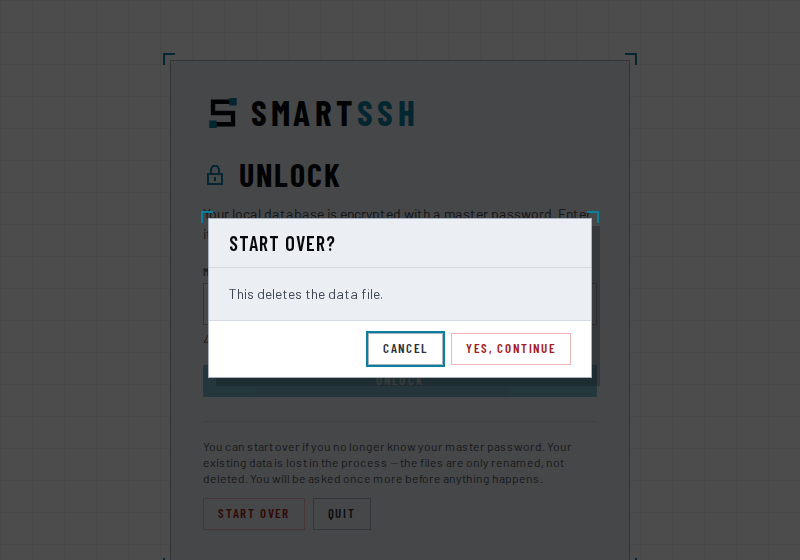 SMARTSSH
UNLOCK
Your local database is encrypted with a master password. Enter
START OVER?
This deletes the data file.
CANCEL
YES, CONTINUE
UNLOCK
You can start over if you no longer know your master password. Your
existing data is lost in the process – the files are only renamed, not
deleted. You will be asked once more before anything happens.
START OVER
QUIT